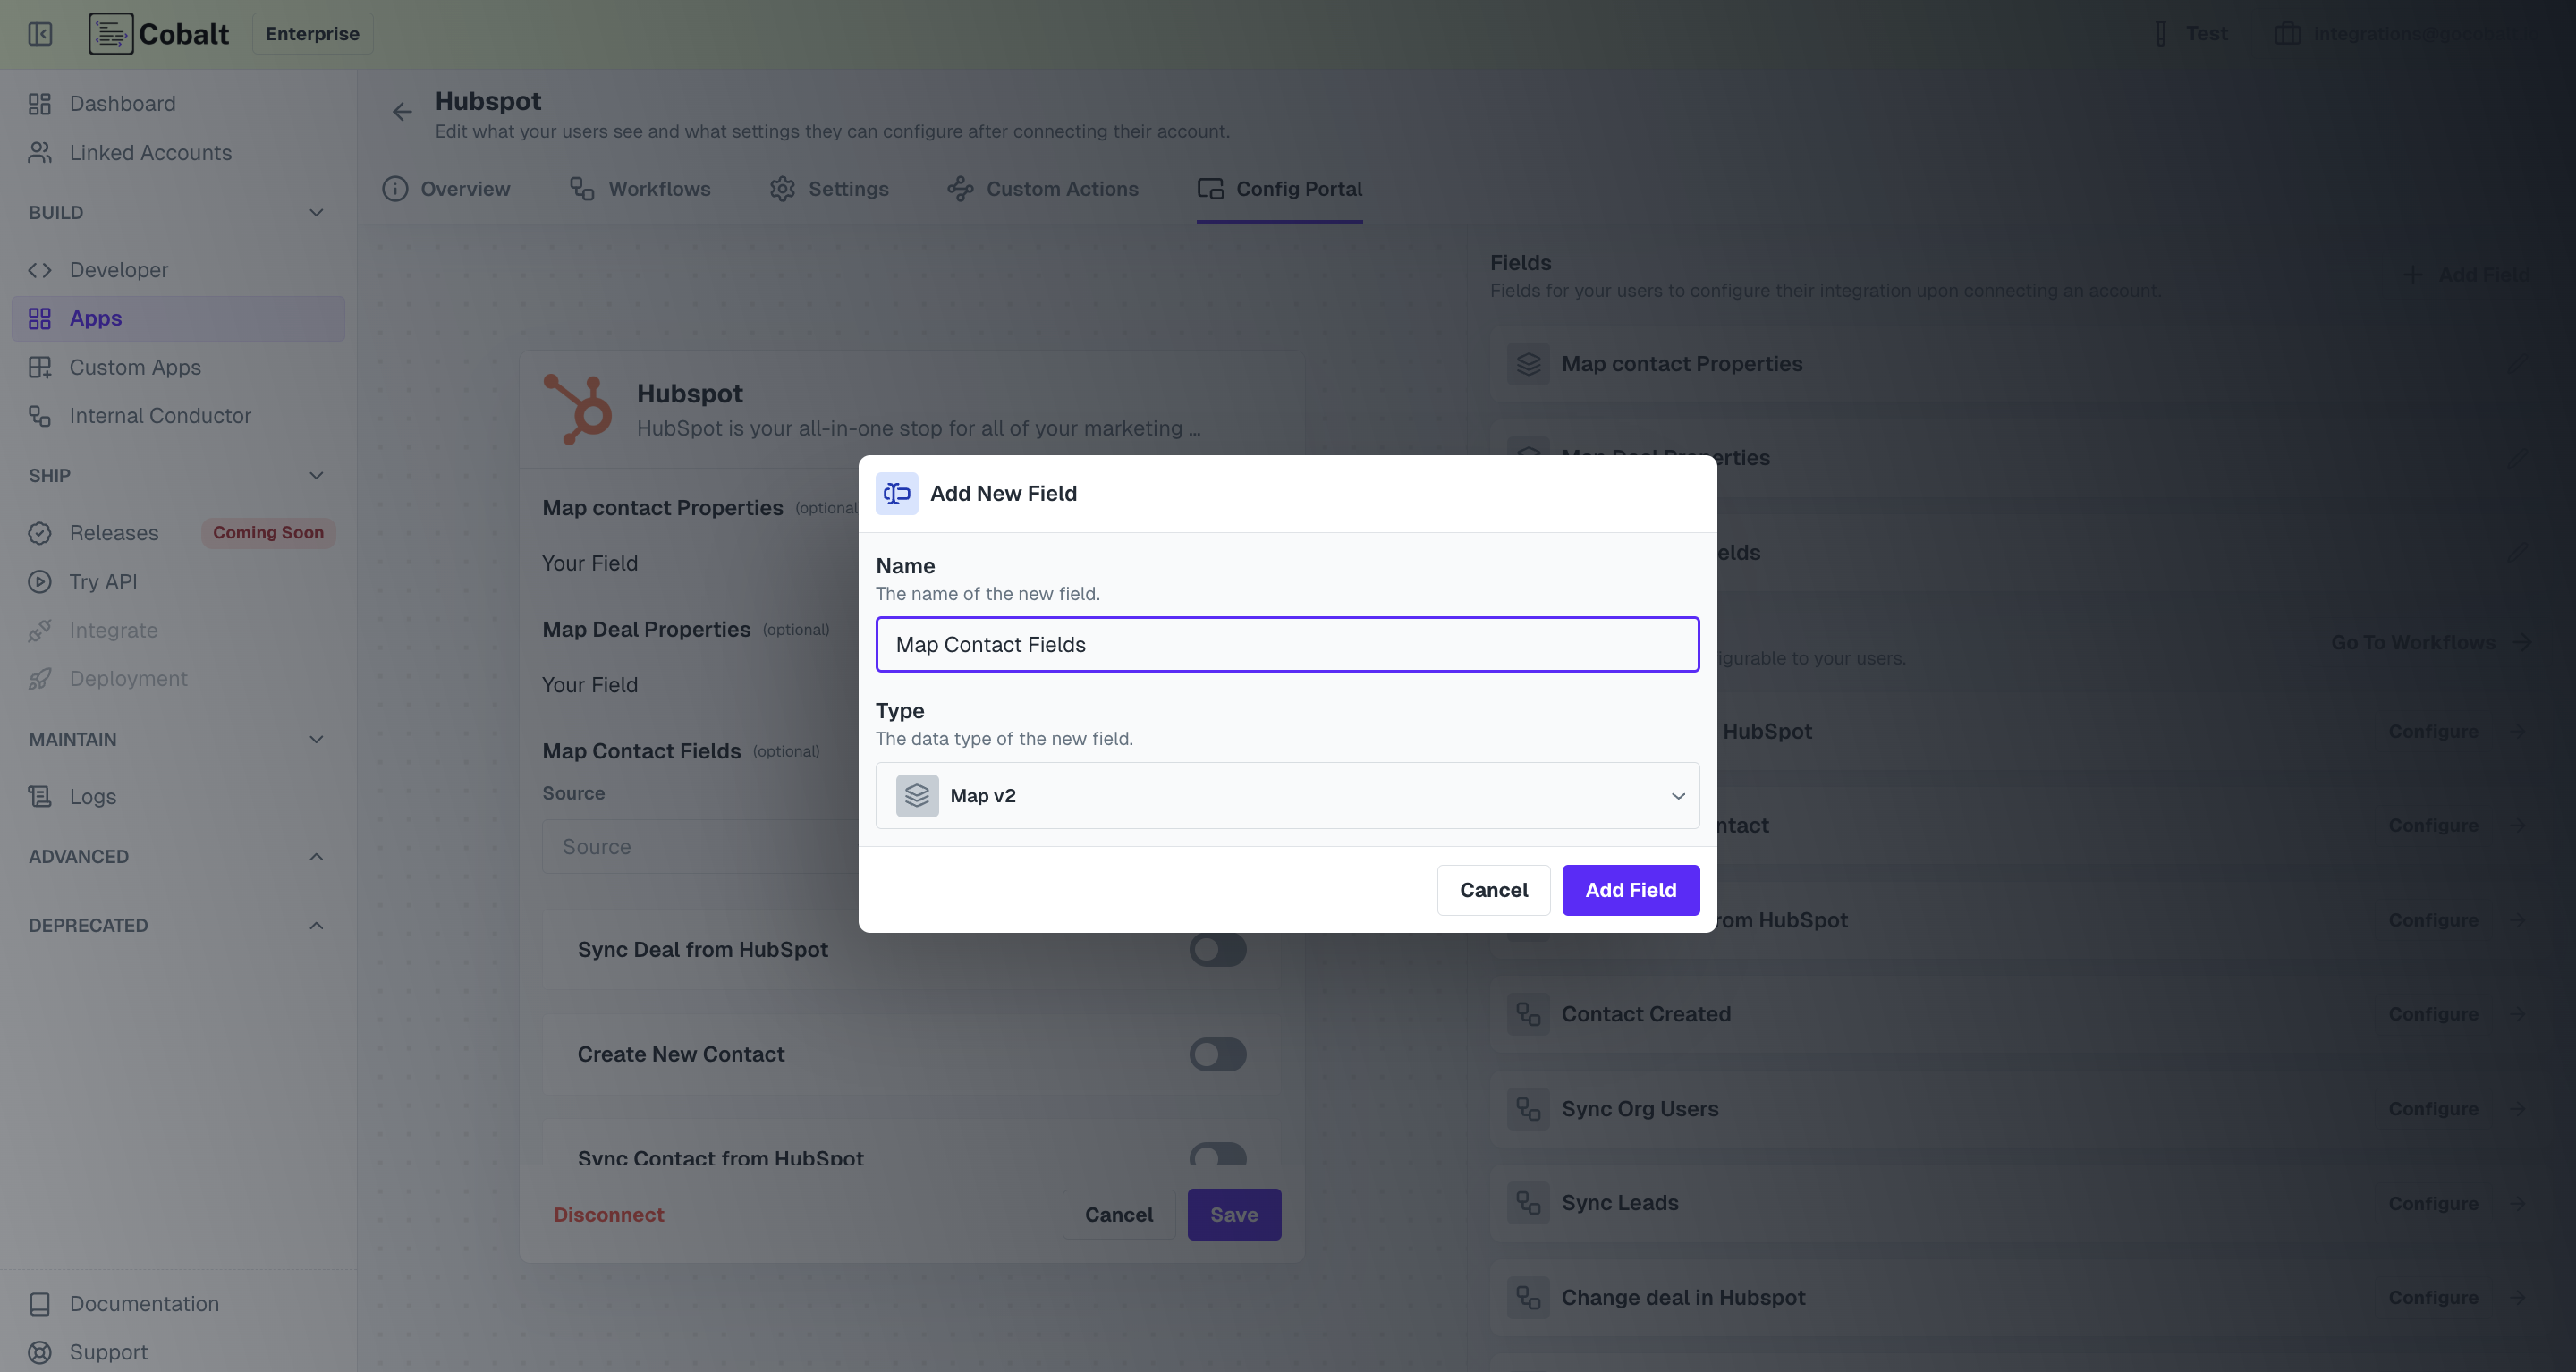 Cobalt
Enterprise
Test
Dashboard
Linked Accounts
BUILD
Developer
Apps
Custom Apps
Internal Conductor
SHIP
Releases
Coming Soon
Try API
Integrate
Deployment
MAINTAIN
Logs
ADVANCED
DEPRECATED
Documentation
Support
Hubspot
Edit what your users see and what settings they can configure after connecting their account.
Overview
Workflows
Settings
Custom Actions
Config Portal
Hubspot
HubSpot is your all-in-one stop for all of your marketing ...
Map contact Properties (optional
Your Field
Map Deal Properties (optional)
Your Field
Map Contact Fields (optional)
Source
Source
Sync Deal from HubSpot
Create New Contact
Sync Contact from HubSpot
Disconnect
Cancel
Save
Add New Field
Name
The name of the new field.
Map Contact Fields
Type
The data type of the new field.
Map v2
Cancel
Add Field
Fields
Add Field
Fields for your users to configure their integration upon connecting an account.
Map contact Properties
Map Deal Properties
elds
Go To Workflows
igurable to your users.
HubSpot
Configure
ntact
Configure
rom HubSpot
Configure
Contact Created
Configure
Sync Org Users
Configure
Sync Leads
Configure
Change deal in Hubspot
Configure